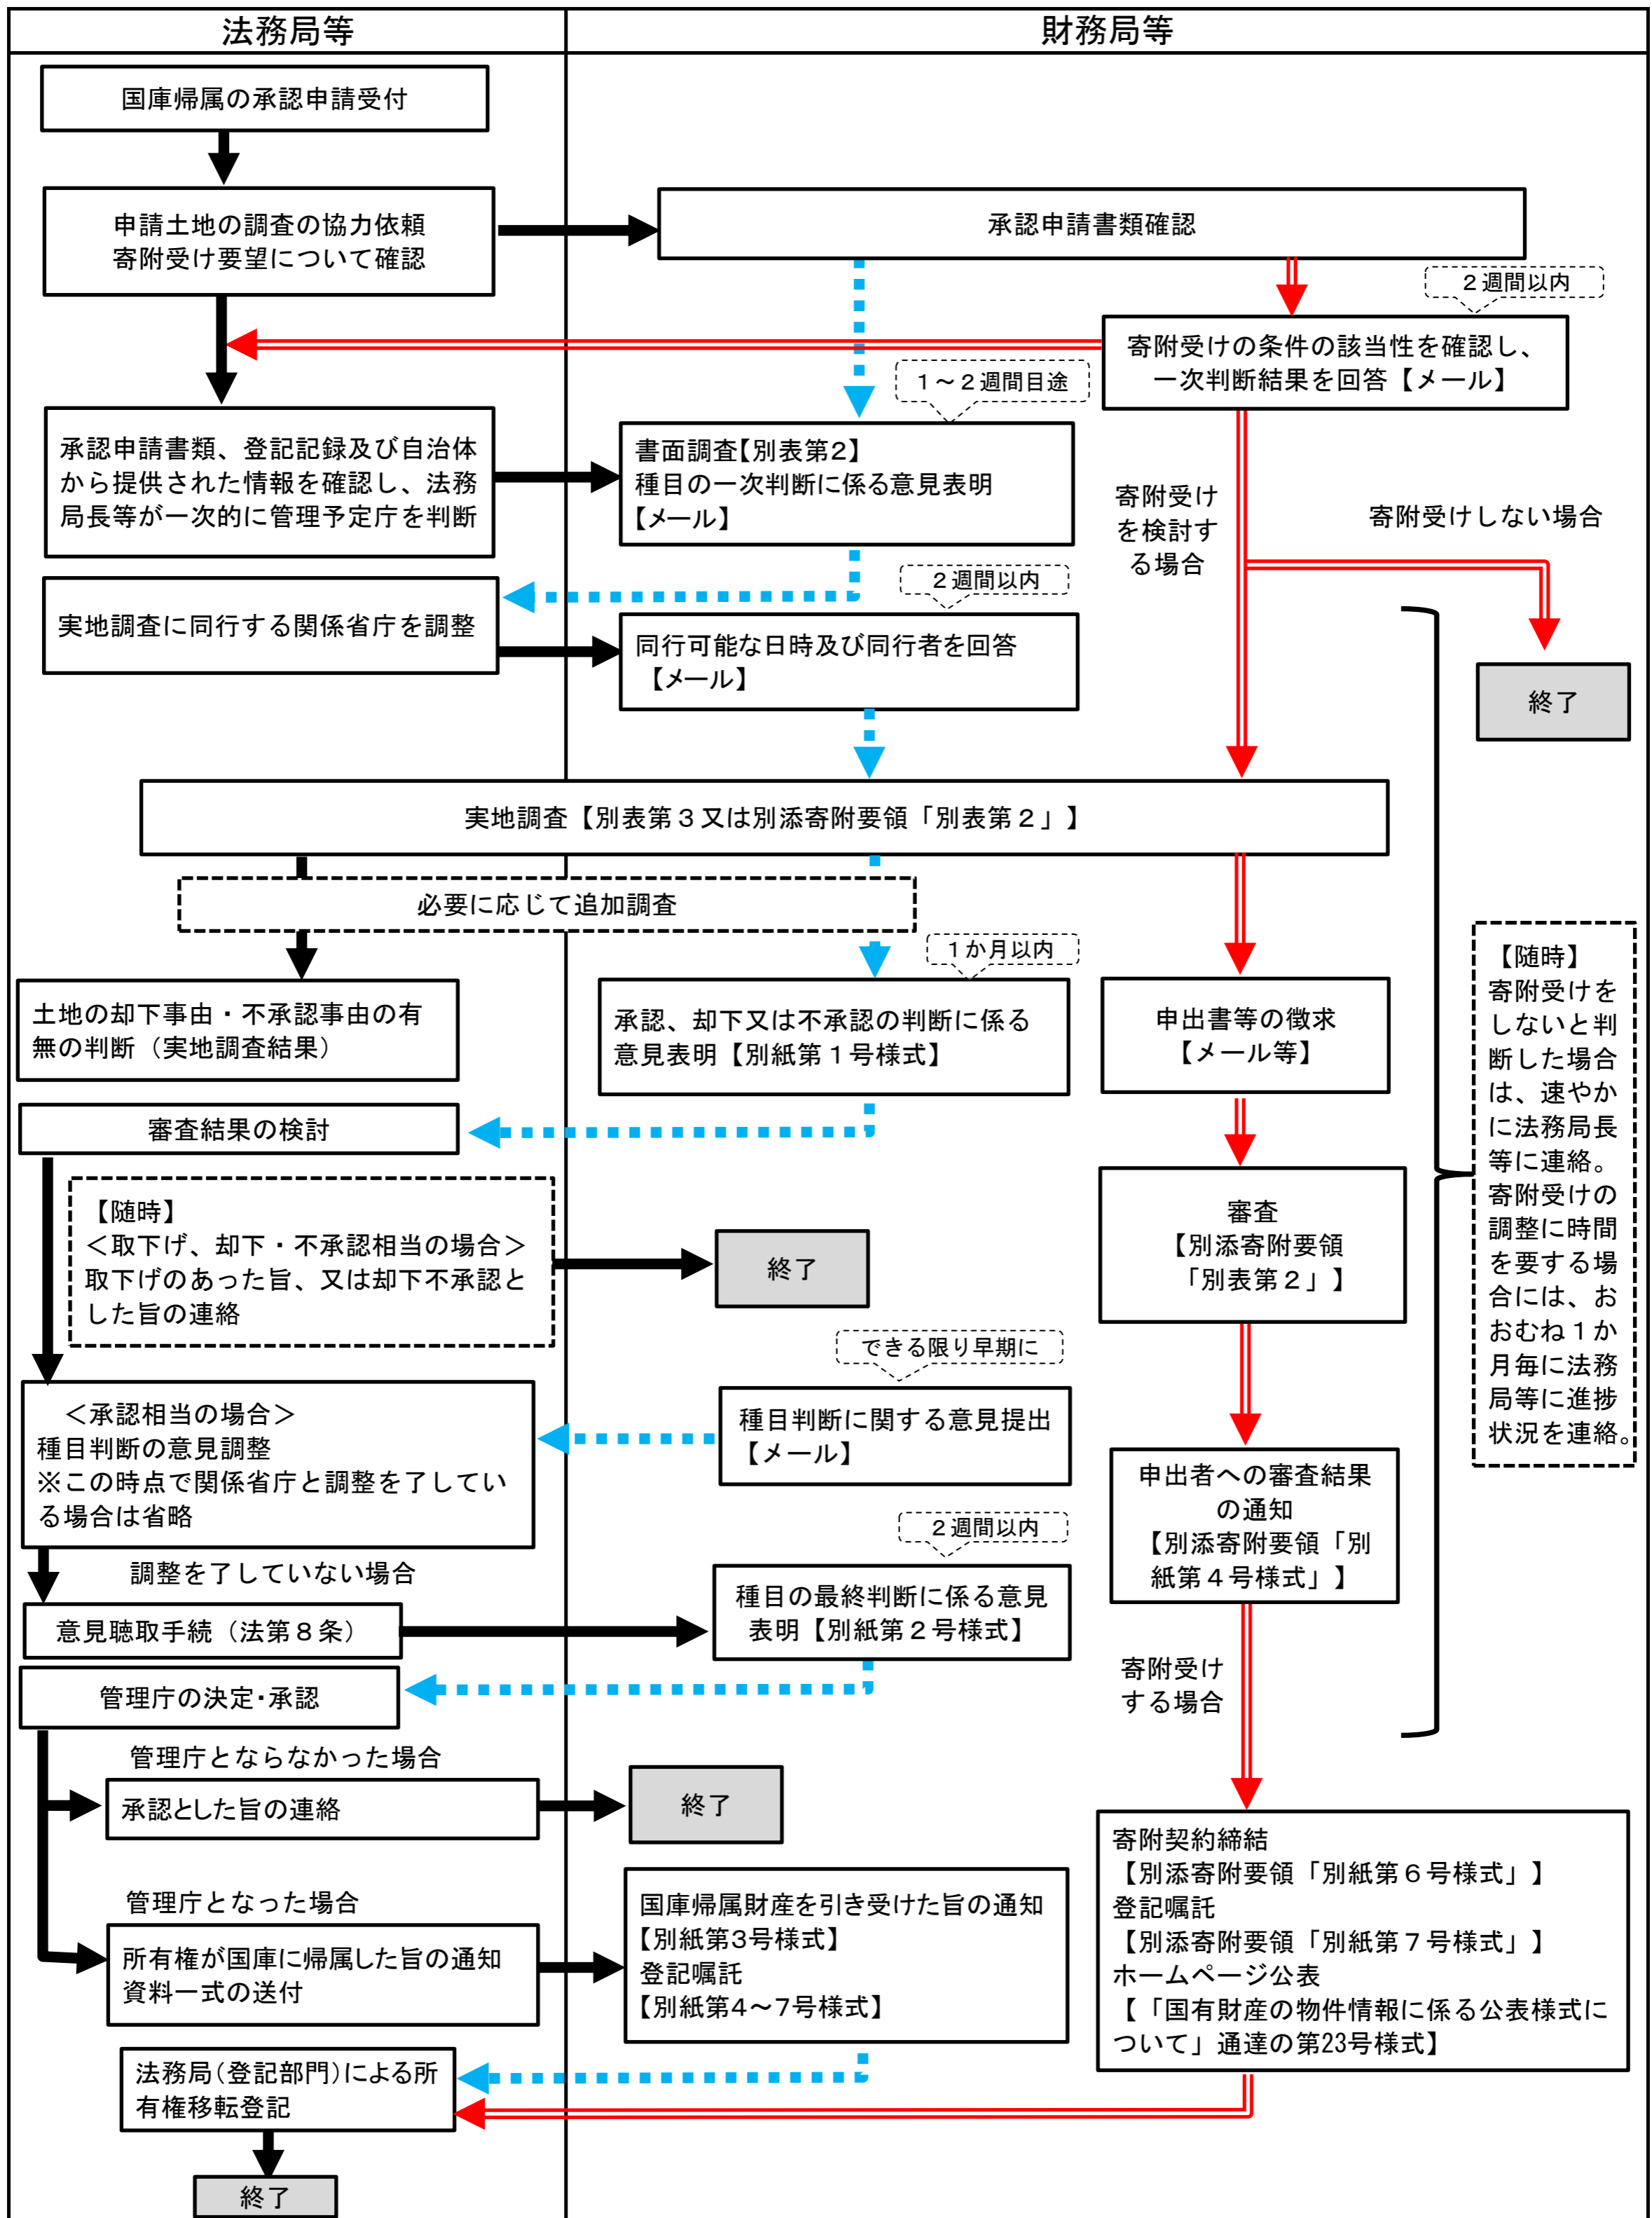 法務局等
財務局等
国庫帰属の承認申請受付
申請土地の調査の協力依頼
寄附受け要望について確認
承認申請書類確認
２週間以内
寄附受けの条件の該当性を確認し、
一次判断結果を回答【メール】
１～２週間目途
承認申請書類、登記記録及び自治体
から提供された情報を確認し、法務
局長等が一次的に管理予定庁を判断
書面調査【別表第2】
種目の一次判断に係る意見表明
【メール】
寄附受け
を検討す
る場合
寄附受けしない場合
２週間以内
実地調査に同行する関係省庁を調整
同行可能な日時及び同行者を回答
【メール】
終了
実地調査【別表第３又は別添寄附要領「別表第２」】
必要に応じて追加調査
１か月以内
土地の却下事由・不承認事由の有
無の判断（実地調査結果）
承認、却下又は不承認の判断に係る
意見表明【別紙第１号様式】
申出書等の徴求
【メール等】
【随時】
寄附受けを
しないと判
断した場合
は、速やか
に法務局長
等に連絡。
寄附受けの
調整に時間
を要する場
合には、お
おむね１か
月毎に法務
局等に進捗
状況を連絡。
審査結果の検討
【随時】
＜取下げ、却下・不承認相当の場合＞
取下げのあった旨、又は却下不承認と
した旨の連絡
終了
審査
【別添寄附要領
「別表第２」】
できる限り早期に
＜承認相当の場合＞
種目判断の意見調整
※この時点で関係省庁と調整を了してい
る場合は省略
種目判断に関する意見提出
【メール】
申出者への審査結果
の通知
【別添寄附要領「別
紙第４号様式」】
２週間以内
調整を了していない場合
意見聴取手続（法第８条）
種目の最終判断に係る意見
表明【別紙第２号様式】
管理庁の決定・承認
寄附受け
する場合
管理庁とならなかった場合
承認とした旨の連絡
終了
管理庁となった場合
所有権が国庫に帰属した旨の通知
資料一式の送付
国庫帰属財産を引き受けた旨の通知
【別紙第3号様式】
登記嘱託
【別紙第4～7号様式】
寄附契約締結
【別添寄附要領「別紙第６号様式」】
登記嘱託
【別添寄附要領「別紙第７号様式」】
ホームページ公表
【「国有財産の物件情報に係る公表様式に
ついて」通達の第23号様式】
法務局（登記部門）による所
有権移転登記
終了